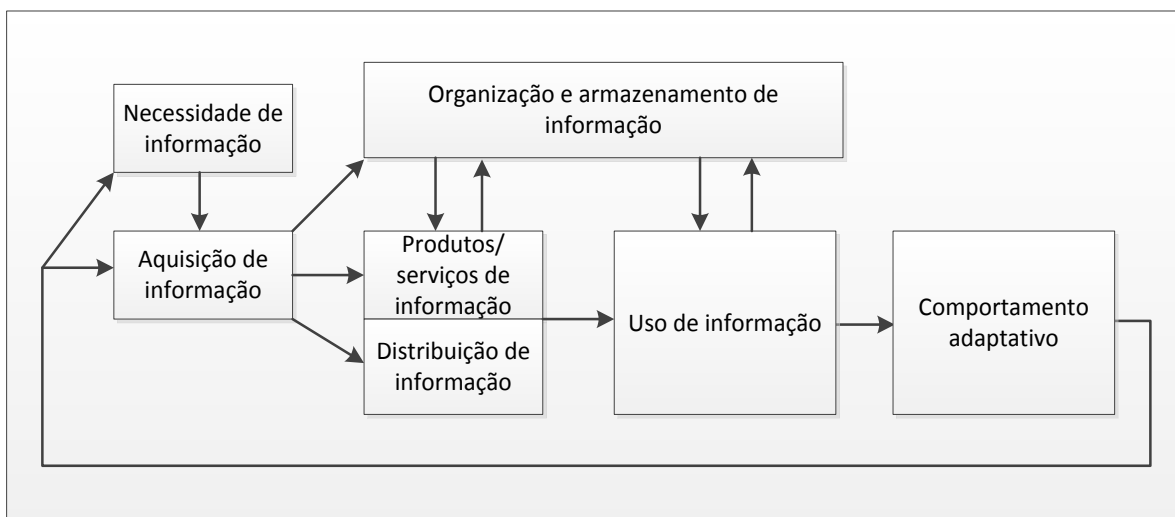 Necessidade de
informação
Organização e armazenamento de
informação
Aquisição de
informação
Produtos/
serviços de
informação
Distribuição de
informação
Uso de informação
Comportamento
adaptativo